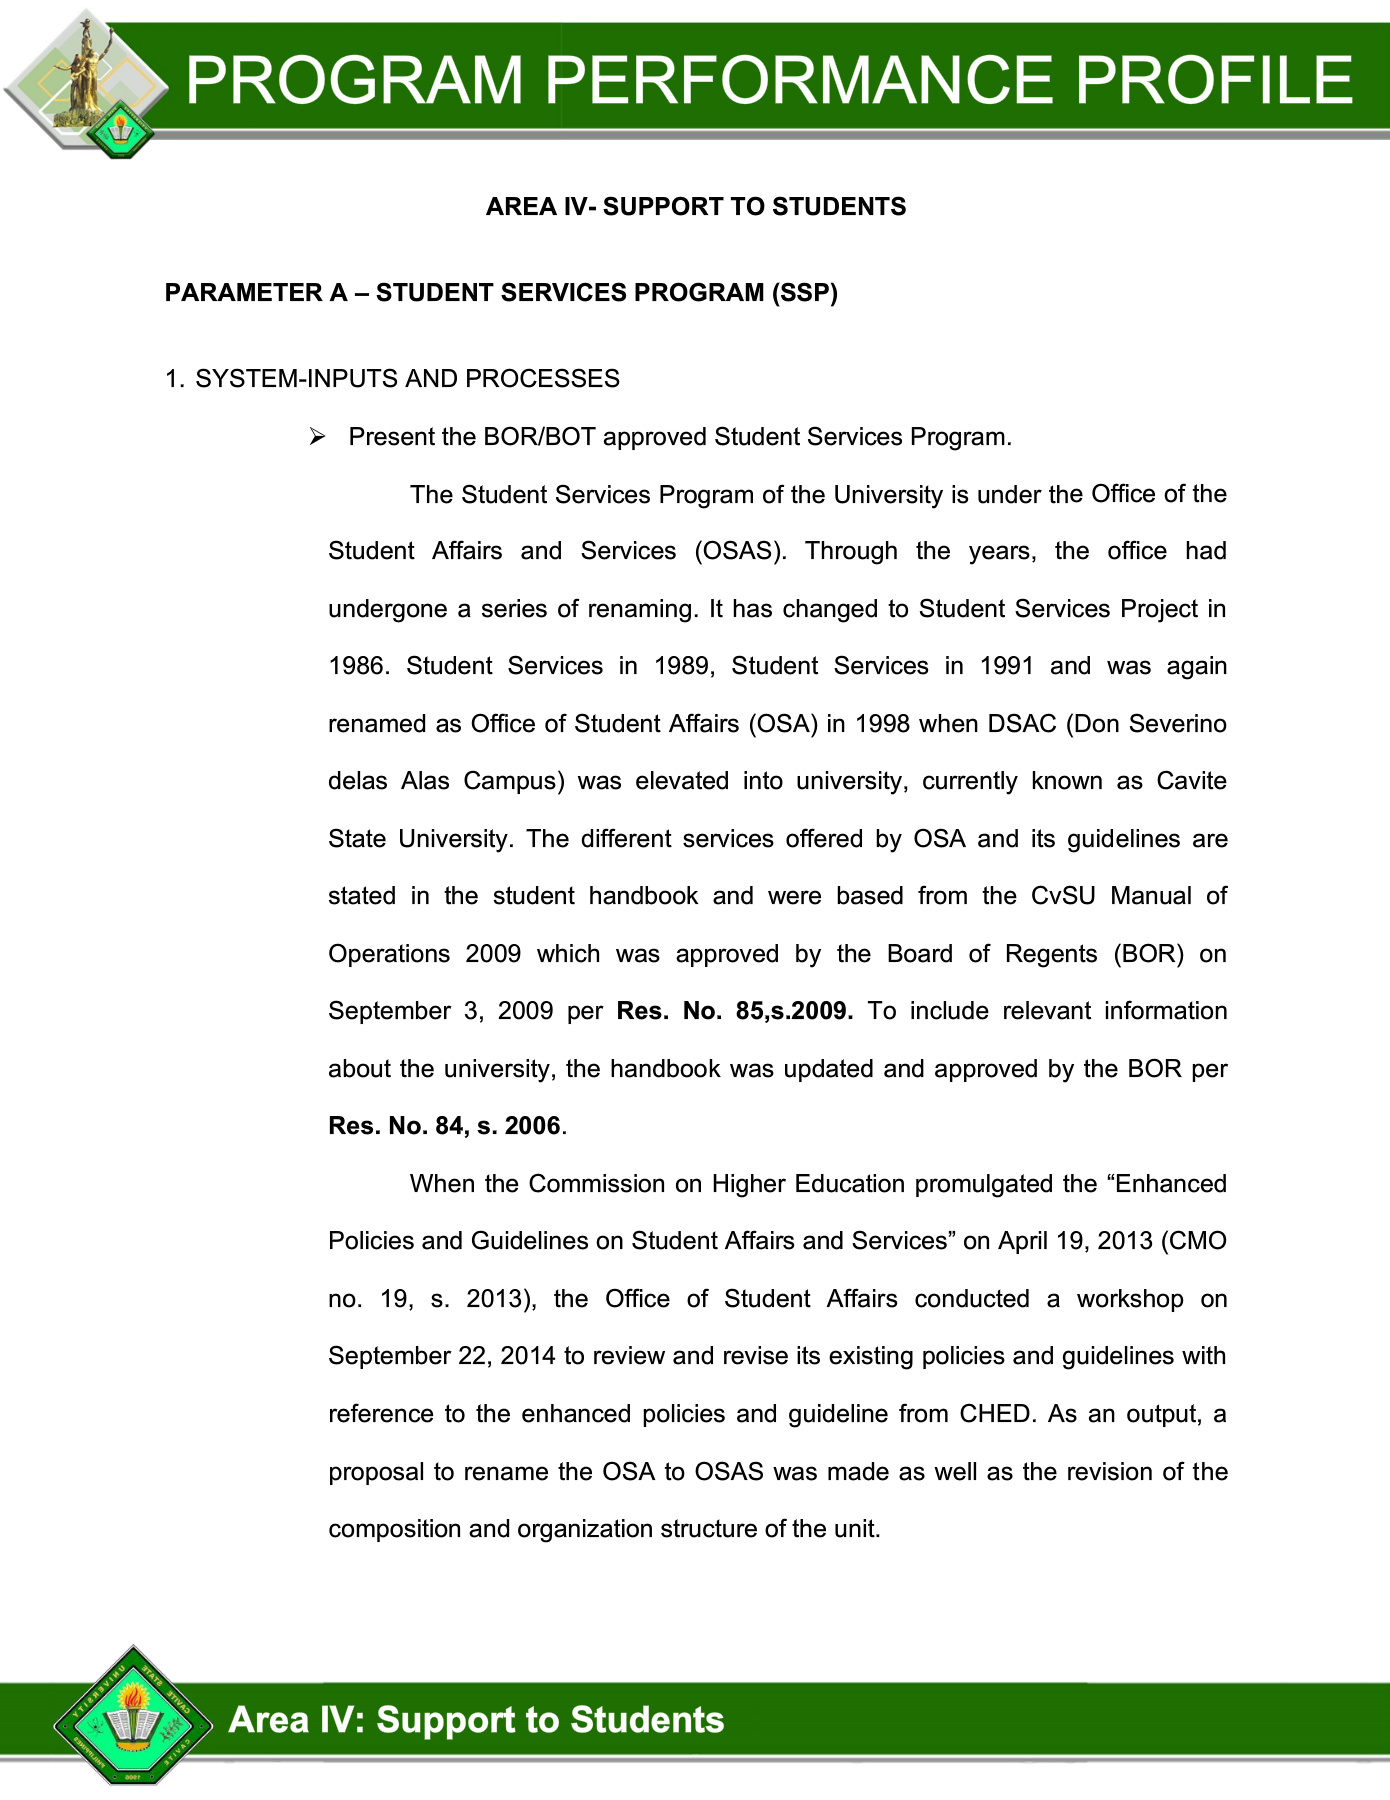 PROGRAM PERFORMANCE PROFILE
AREA IV- SUPPORT TO STUDENTS
PARAMETER A – STUDENT SERVICES PROGRAM (SSP)
1. SYSTEM-INPUTS AND PROCESSES
➢ Present the BOR/BOT approved Student Services Program.
The Student Services Program of the University is under the Office of the
Student Affairs and Services (OSAS). Through the years, the office had
undergone a series of renaming. It has changed to Student Services Project in
1986. Student Services in 1989, Student Services in 1991 and was again
renamed as Office of Student Affairs (OSA) in 1998 when DSAC (Don Severino
delas Alas Campus) was elevated into university, currently known as Cavite
State University. The different services offered by OSA and its guidelines are
stated in the student handbook and were based from the CvSU Manual of
Operations 2009 which was approved by the Board of Regents (BOR) on
September 3, 2009 per Res. No. 85,s.2009. To include relevant information
about the university, the handbook was updated and approved by the BOR per
Res. No. 84, s. 2006.
When the Commission on Higher Education promulgated the “Enhanced
Policies and Guidelines on Student Affairs and Services” on April 19, 2013 (CMO
no. 19, s. 2013), the Office of Student Affairs conducted a workshop on
September 22, 2014 to review and revise its existing policies and guidelines with
reference to the enhanced policies and guideline from CHED. As an output, a
proposal to rename the OSA to OSAS was made as well as the revision of the
composition and organization structure of the unit.
CAVITE STATE UNIVERSITY
CAVITE PHILIPPINES
Area IV: Support to Students